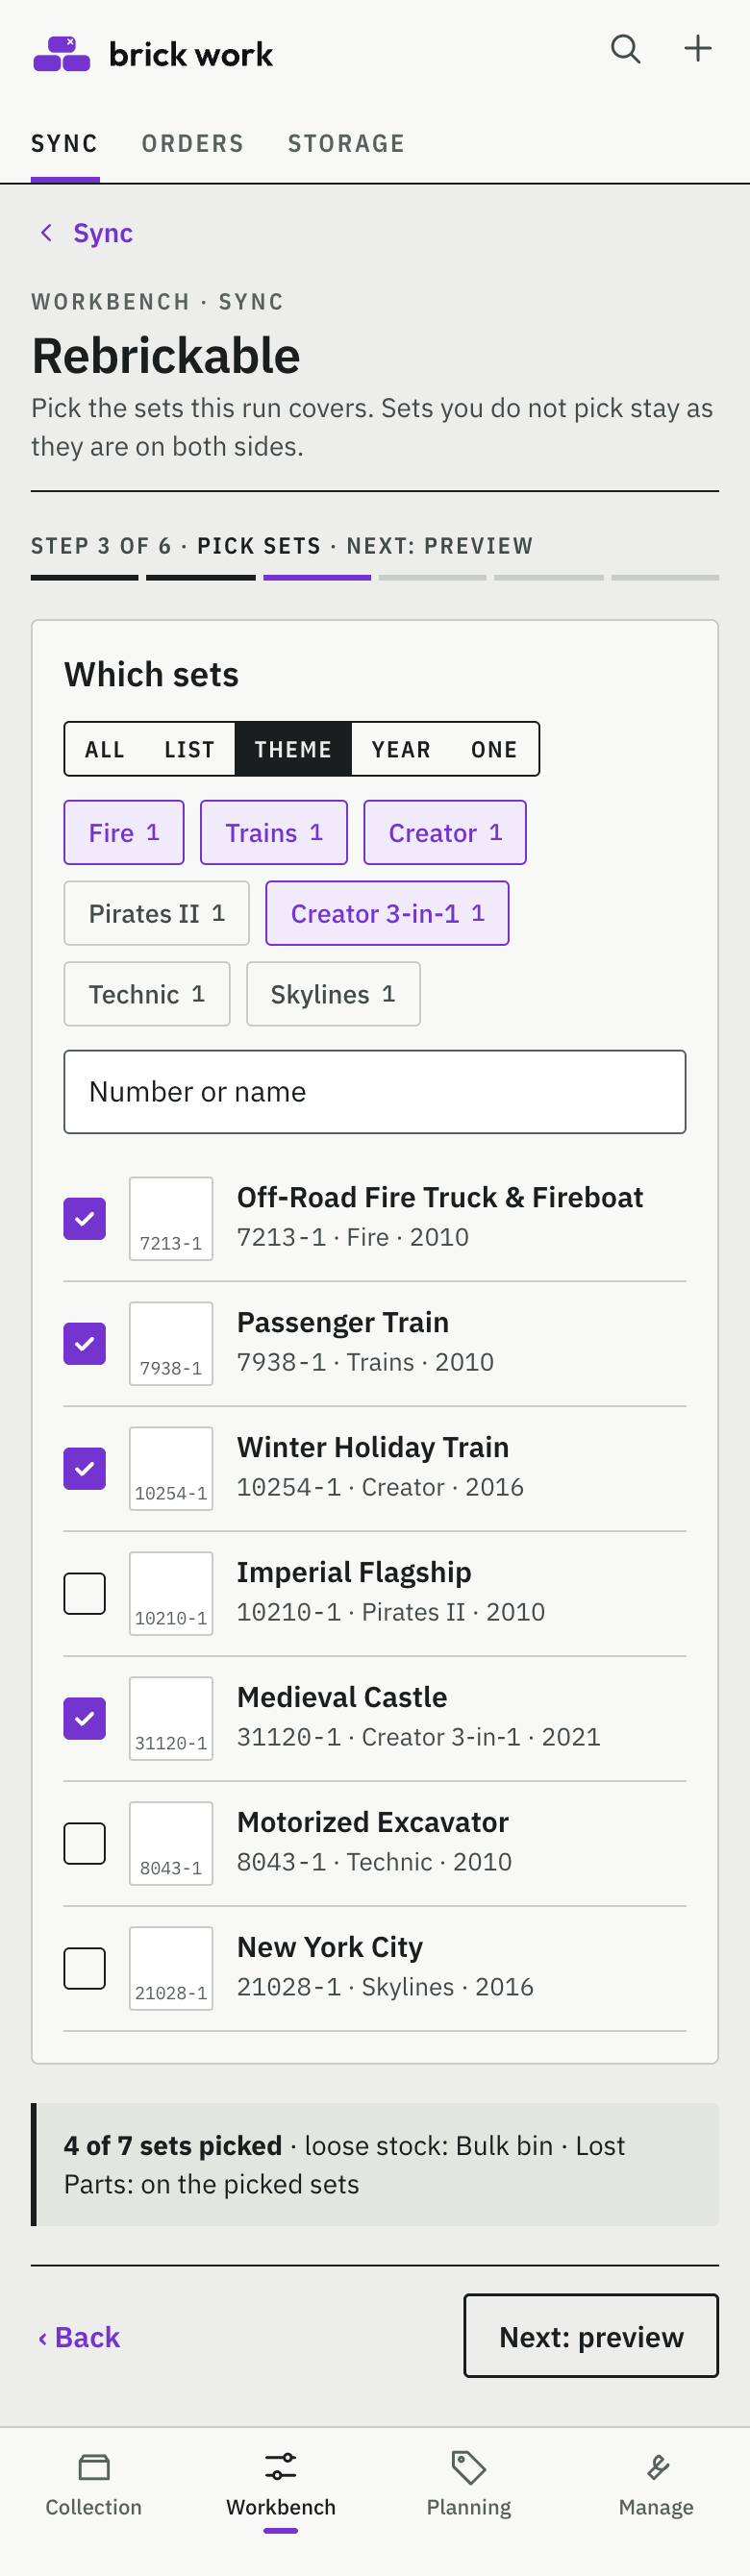 brick work
SYNC ORDERS STORAGE
Sync
WORKBENCH · SYNC
Rebrickable
Pick the sets this run covers. Sets you do not pick stay as
they are on both sides.
STEP 3 OF 6 · PICK SETS · NEXT: PREVIEW
Which sets
ALL LIST THEME YEAR ONE
Fire 1 Trains 1 Creator 1
Pirates II 1 Creator 3-in-1 1
Technic 1 Skylines 1
Number or name
Off-Road Fire Truck & Fireboat
7213-1
7213-1 · Fire · 2010
Passenger Train
7938-1
7938-1 · Trains · 2010
Winter Holiday Train
10254-1
10254-1 · Creator · 2016
Imperial Flagship
10210-1
10210-1 · Pirates II · 2010
Medieval Castle
31120-1
31120-1 · Creator 3-in-1 · 2021
Motorized Excavator
8043-1
8043-1 · Technic · 2010
New York City
21028-1
21028-1 · Skylines · 2016
4 of 7 sets picked · loose stock: Bulk bin · Lost
Parts: on the picked sets
‹ Back Next: preview
Collection Workbench Planning Manage